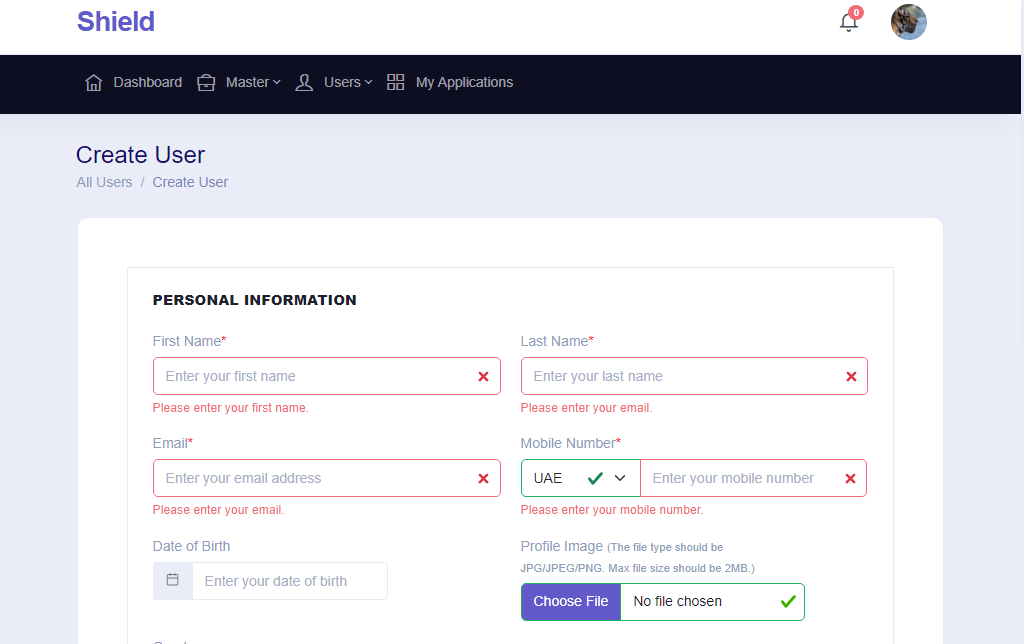 Shield
0
Dashboard Master Users My Applications
Create User
All Users / Create User
PERSONAL INFORMATION
First Name* Last Name*
Enter your first name Enter your last name
Please enter your first name. Please enter your email.
Email* Mobile Number*
Enter your email address UAE Enter your mobile number
Please enter your email. Please enter your mobile number.
Date of Birth Profile Image (The file type should be
JPG/JPEG/PNG. Max file size should be 2MB.)
Enter your date of birth
Choose File No file chosen